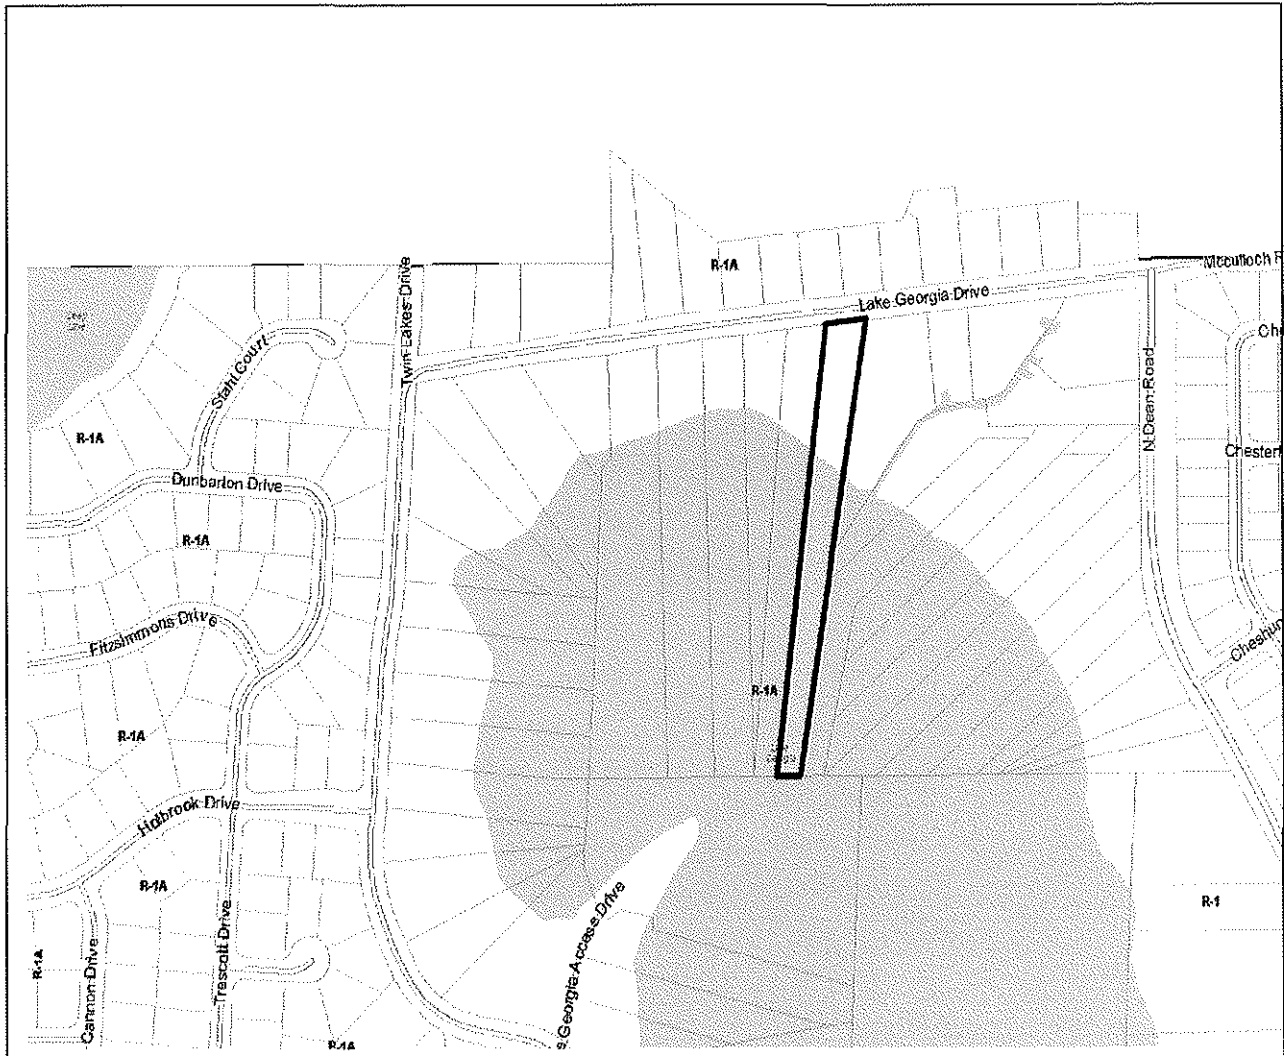 R-1A
Mcculloch R
Lake Georgia Drive
Twin Lakes Drive
Stahl Court
N Dean Road
Che
R-1A
Chesterf
Dunbarton Drive
R-1A
Fitzsimmons Drive
Cheshun
R-1A
R-1A
Holbrook Drive
R-1A
R-1
s Georgia Access Drive
Trescott Drive
R-1A
Cannon Drive
R-1A